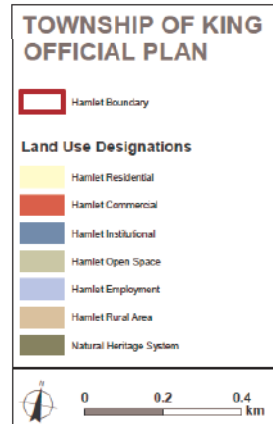 TOWNSHIP OF KING
OFFICIAL PLAN
Hamlet Boundary
Land Use Designations
Hamlet Residential
Hamlet Commercial
Hamlet Institutional
Hamlet Open Space
Hamlet Employment
Hamlet Rural Area
Natural Heritage System
N
0 0.2 0.4
km